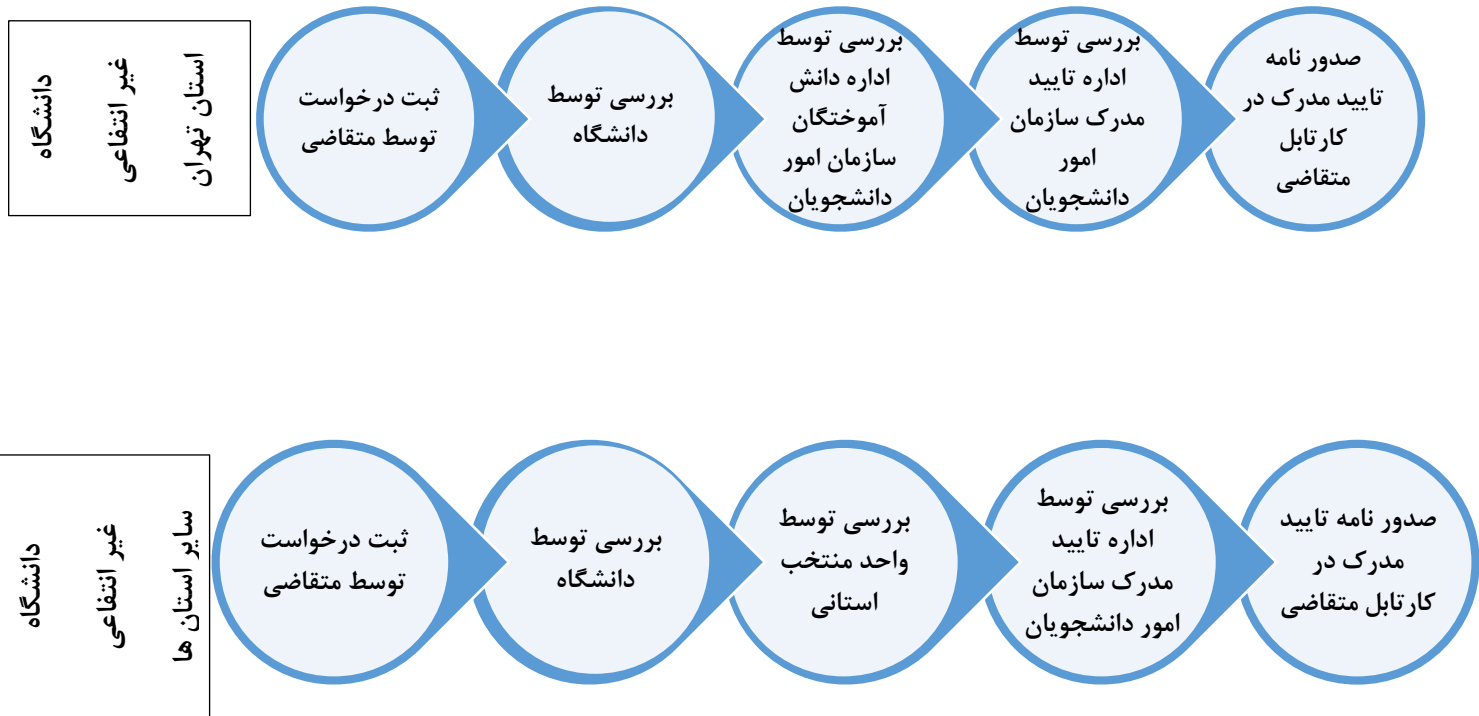 دانشگاه
غیر انتفاعی
استان تهران
ثبت درخواست
توسط متقاضی
بررسی توسط
دانشگاه
بررسی توسط
اداره دانش
آموختگان
سازمان امور
دانشجویان
بررسی توسط
اداره تایید
مدرک سازمان
امور
دانشجویان
صدور نامه
تایید مدرک در
کارتابل
متقاضی
دانشگاه
غیر انتفاعی
سایر استان ها
ثبت درخواست
توسط متقاضی
بررسی توسط
دانشگاه
بررسی توسط
واحد منتخب
استانی
بررسی توسط
اداره تایید
مدرک سازمان
امور دانشجویان
صدور نامه تایید
مدرک در
کارتابل متقاضی